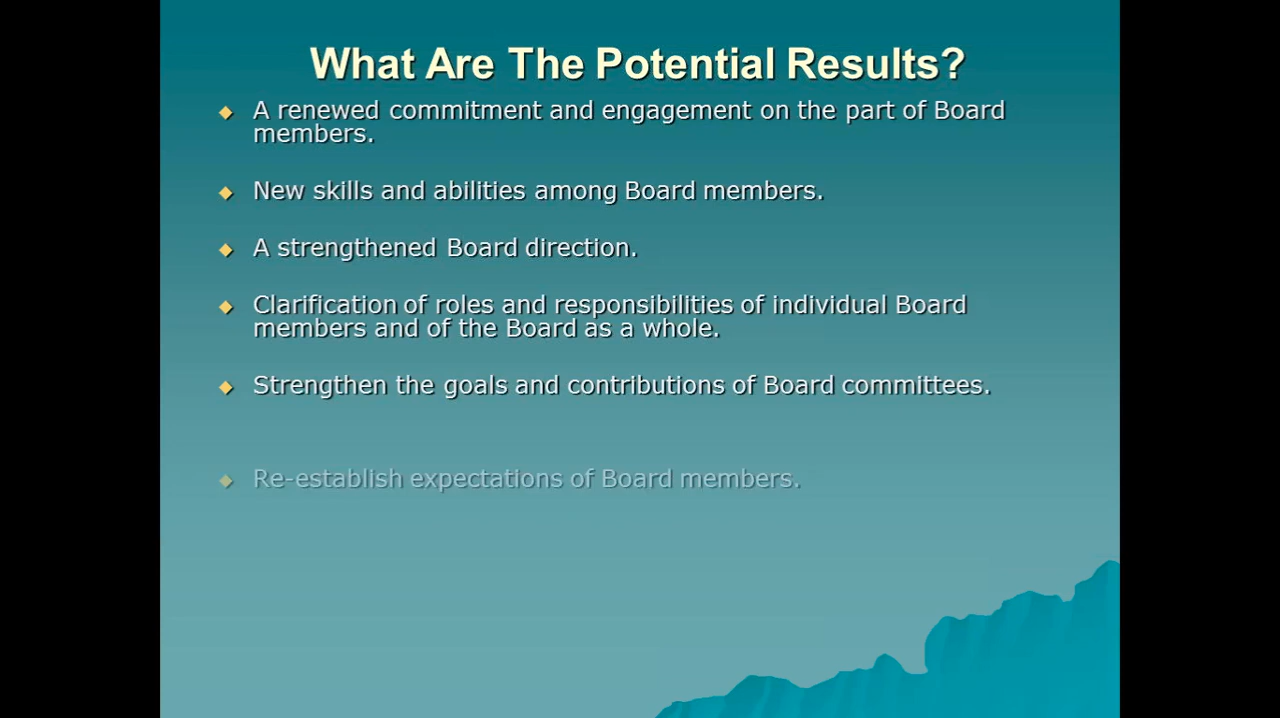 What Are The Potential Results?
A renewed commitment and engagement on the part of Board
members.
New skills and abilities among Board members.
A strengthened Board direction.
Clarification of roles and responsibilities of individual Board
members and of the Board as a whole.
Strengthen the goals and contributions of Board committees.
Re-establish expectations of Board members.